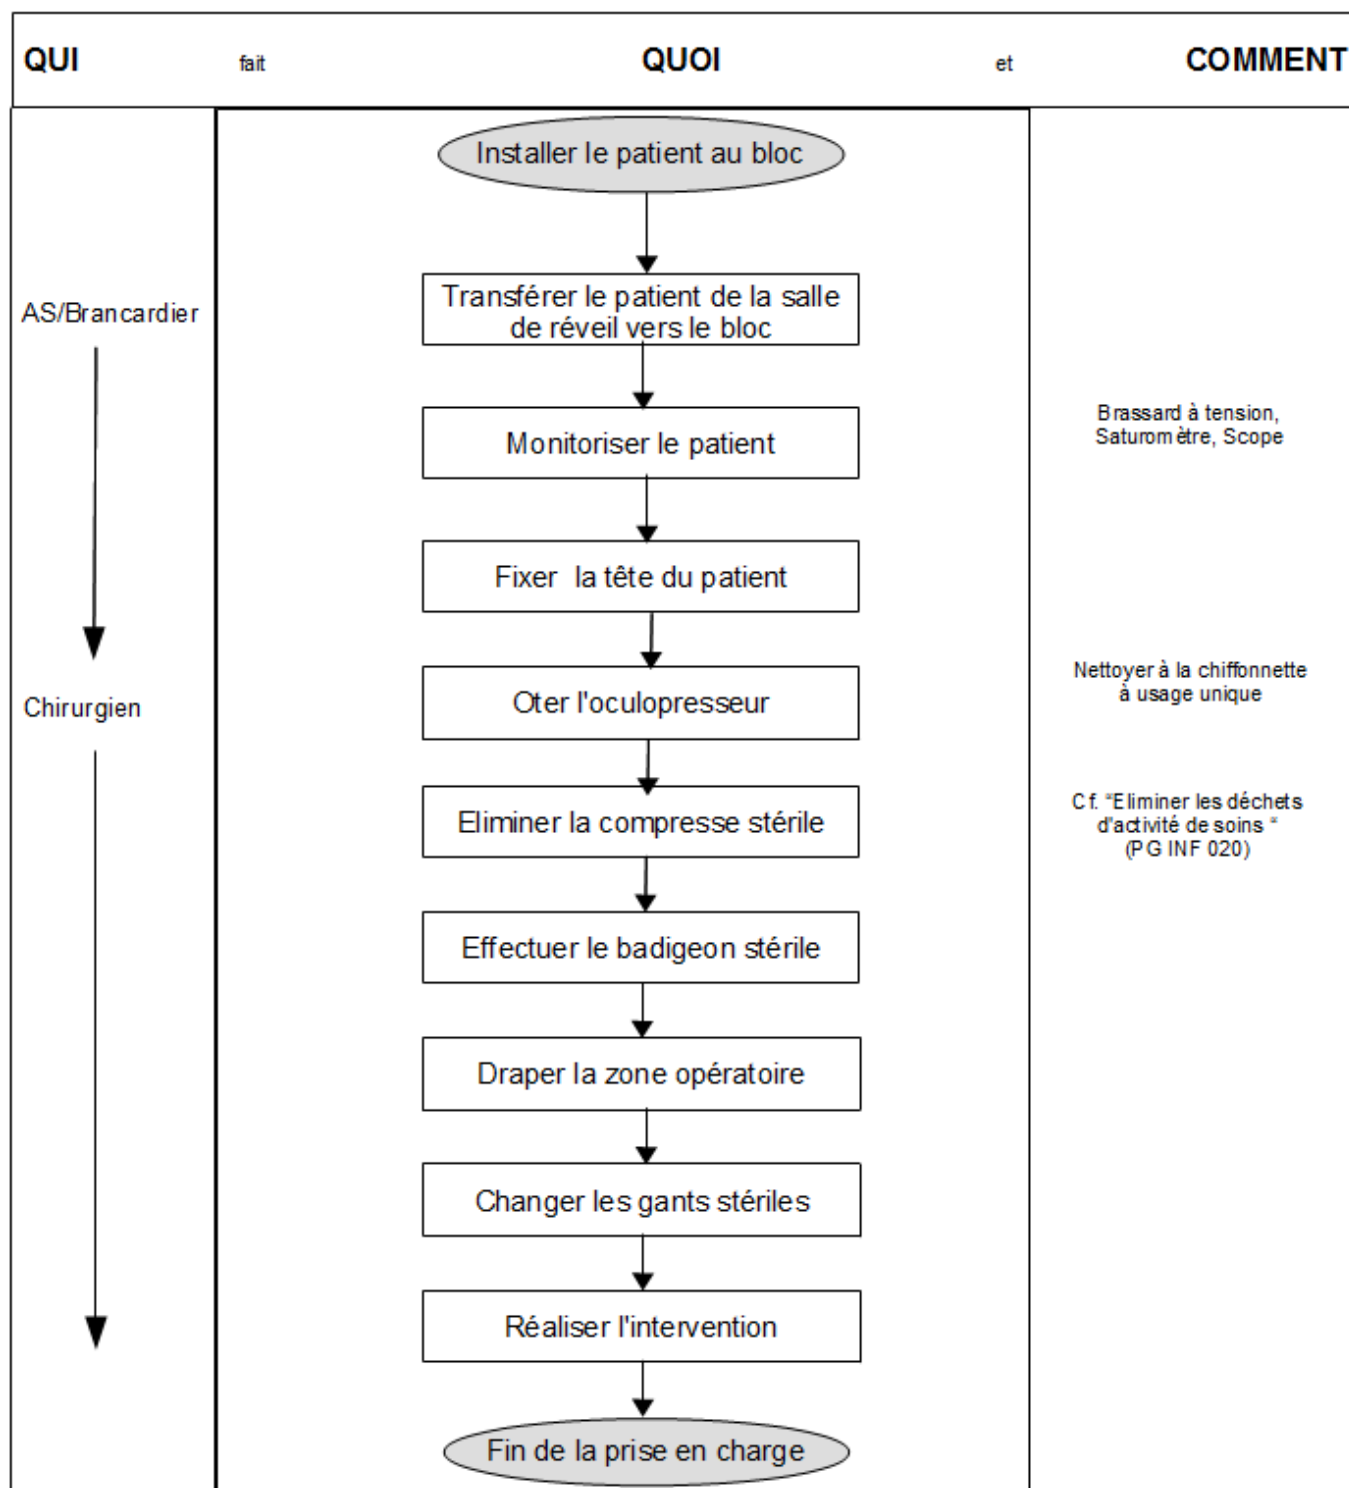 QUI fait QUOI et COMMENT
Installer le patient au bloc
AS/Brancardier
Transférer le patient de la salle
de réveil vers le bloc
Monitoriser le patient
Brassard à tension,
Saturomètre, Scope
Fixer la tête du patient
Chirurgien
Oter l'oculopresseur
Nettoyer à la chiffonnette
à usage unique
Eliminer la compresse stérile
Cf. “Eliminer les déchets
d'activité de soins “
(PG INF 020)
Effectuer le badigeon stérile
Draper la zone opératoire
Changer les gants stériles
Réaliser l'intervention
Fin de la prise en charge